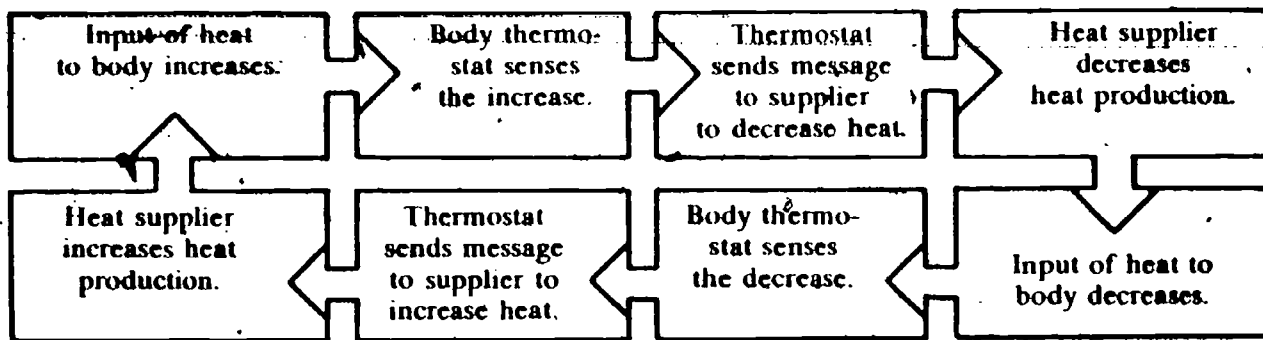 Input of heat
to body increases.
Body thermo-
stat senses
the increase.
Thermostat
sends message
to supplier
to decrease heat.
Heat supplier
decreases
heat production.
Input of heat to
body decreases.
Body thermo-
stat senses
the decrease.
Thermostat
sends message
to supplier to
increase heat.
Heat supplier
increases heat
production.